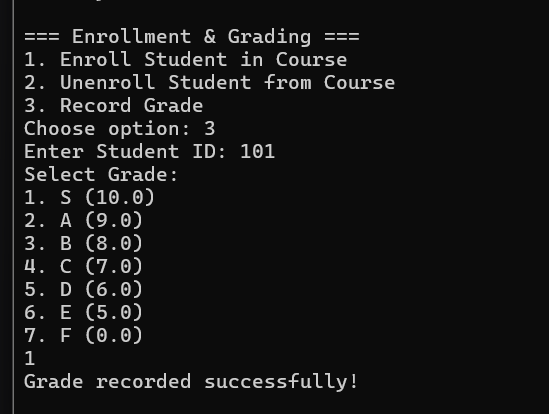 === Enrollment & Grading ===
1. Enroll Student in Course
2. Unenroll Student from Course
3. Record Grade
Choose option: 3
Enter Student ID: 101
Select Grade:
1. S (10.0)
2. A (9.0)
3. B (8.0)
4. C (7.0)
5. D (6.0)
6. E (5.0)
7. F (0.0)
1
Grade recorded successfully!